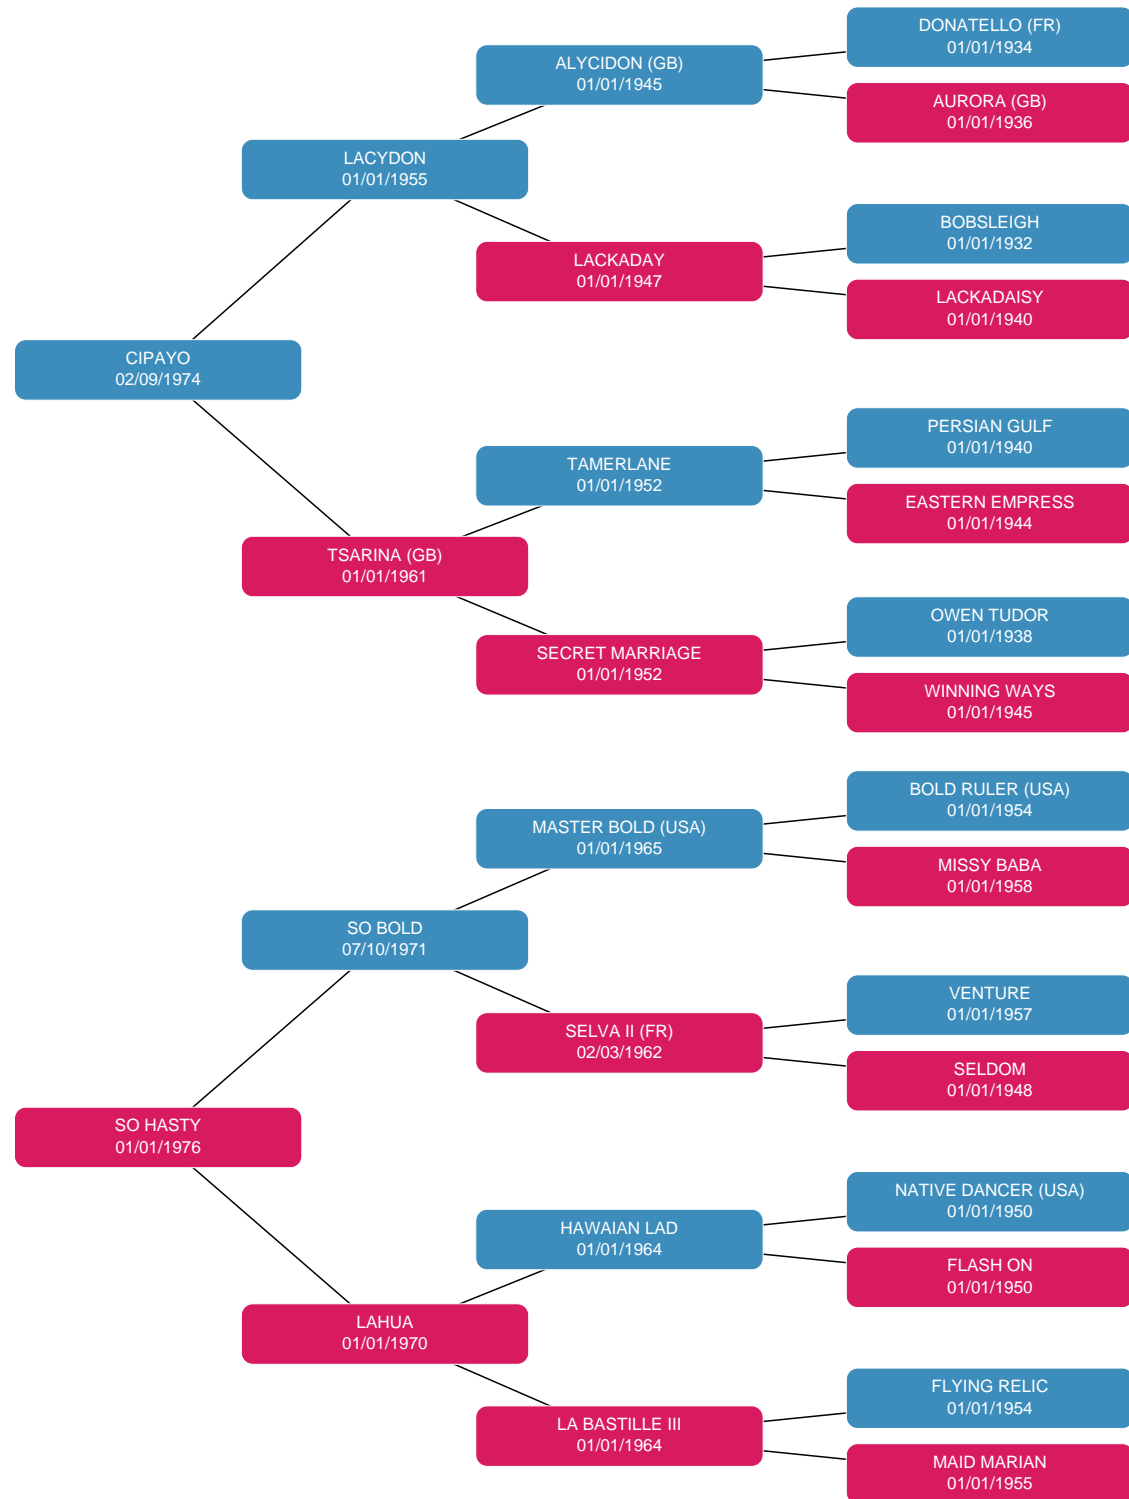 DONATELLO (FR)
01/01/1934
ALYCIDON (GB)
01/01/1945
AURORA (GB)
01/01/1936
LACYDON
01/01/1955
BOBSLEIGH
01/01/1932
LACKADAY
01/01/1947
LACKADAISY
01/01/1940
CIPAYO
02/09/1974
PERSIAN GULF
01/01/1940
TAMERLANE
01/01/1952
EASTERN EMPRESS
01/01/1944
TSARINA (GB)
01/01/1961
OWEN TUDOR
01/01/1938
SECRET MARRIAGE
01/01/1952
WINNING WAYS
01/01/1945
BOLD RULER (USA)
01/01/1954
MASTER BOLD (USA)
01/01/1965
MISSY BABA
01/01/1958
SO BOLD
07/10/1971
VENTURE
01/01/1957
SELVA II (FR)
02/03/1962
SELDOM
01/01/1948
SO HASTY
01/01/1976
NATIVE DANCER (USA)
01/01/1950
HAWAIAN LAD
01/01/1964
FLASH ON
01/01/1950
LAHUA
01/01/1970
FLYING RELIC
01/01/1954
LA BASTILLE III
01/01/1964
MAID MARIAN
01/01/1955